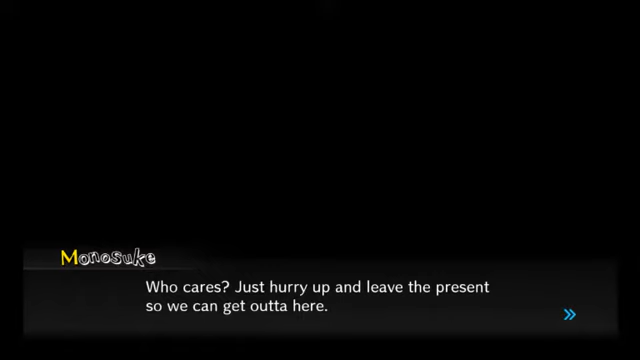 Monosuke
Who cares? Just hurry up and leave the present
so we can get outta here.